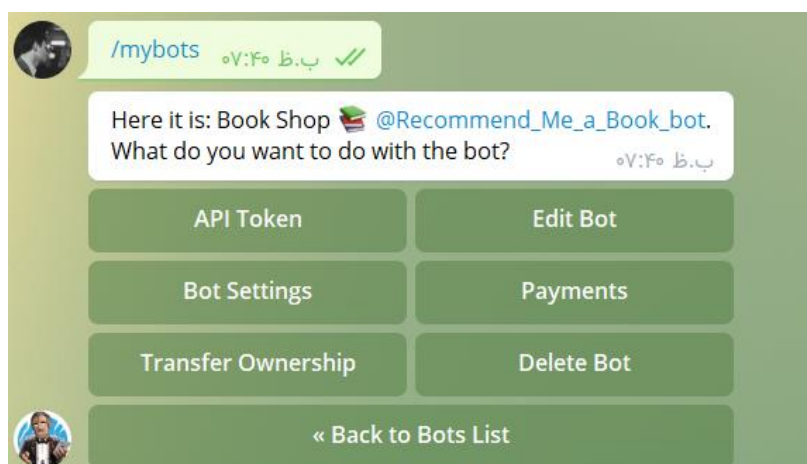 /mybots ۰۷:۴۰ ب.ظ
Here it is: Book Shop 📚 @Recommend_Me_a_Book_bot.
What do you want to do with the bot? ۰۷:۴۰ ب.ظ
API Token Edit Bot
Bot Settings Payments
Transfer Ownership Delete Bot
« Back to Bots List